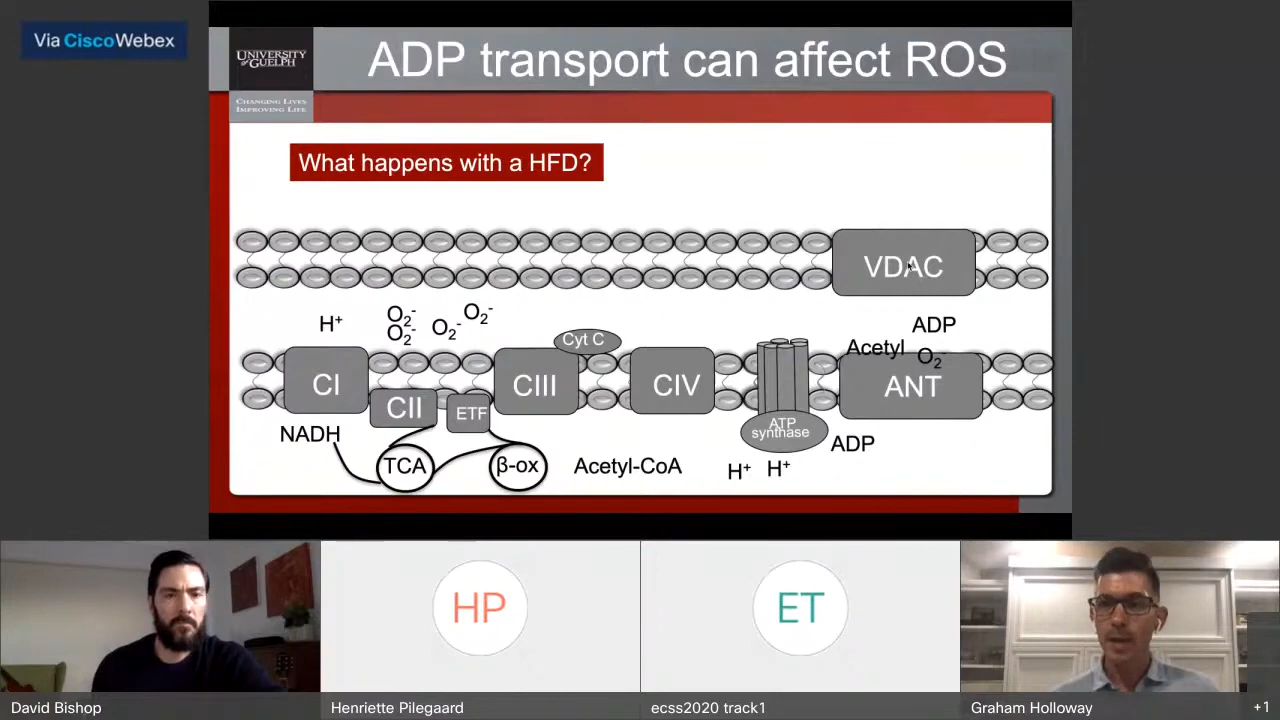 Via Cisco Webex
UNIVERSITY
of GUELPH
CHANGING LIVES
IMPROVING LIFE
ADP transport can affect ROS
What happens with a HFD?
VDAC
H⁺
O₂⁻
O₂⁻
O₂⁻
O₂⁻
Cyt C
ADP
Acetyl
O₂
CI
CII
ETF
CIII
CIV
ANT
ATP
synthase
ADP
NADH
TCA
β-ox
Acetyl-CoA
H⁺
H⁺
HP
ET
David Bishop
Henriette Pilegaard
ecss2020 track1
Graham Holloway
+1